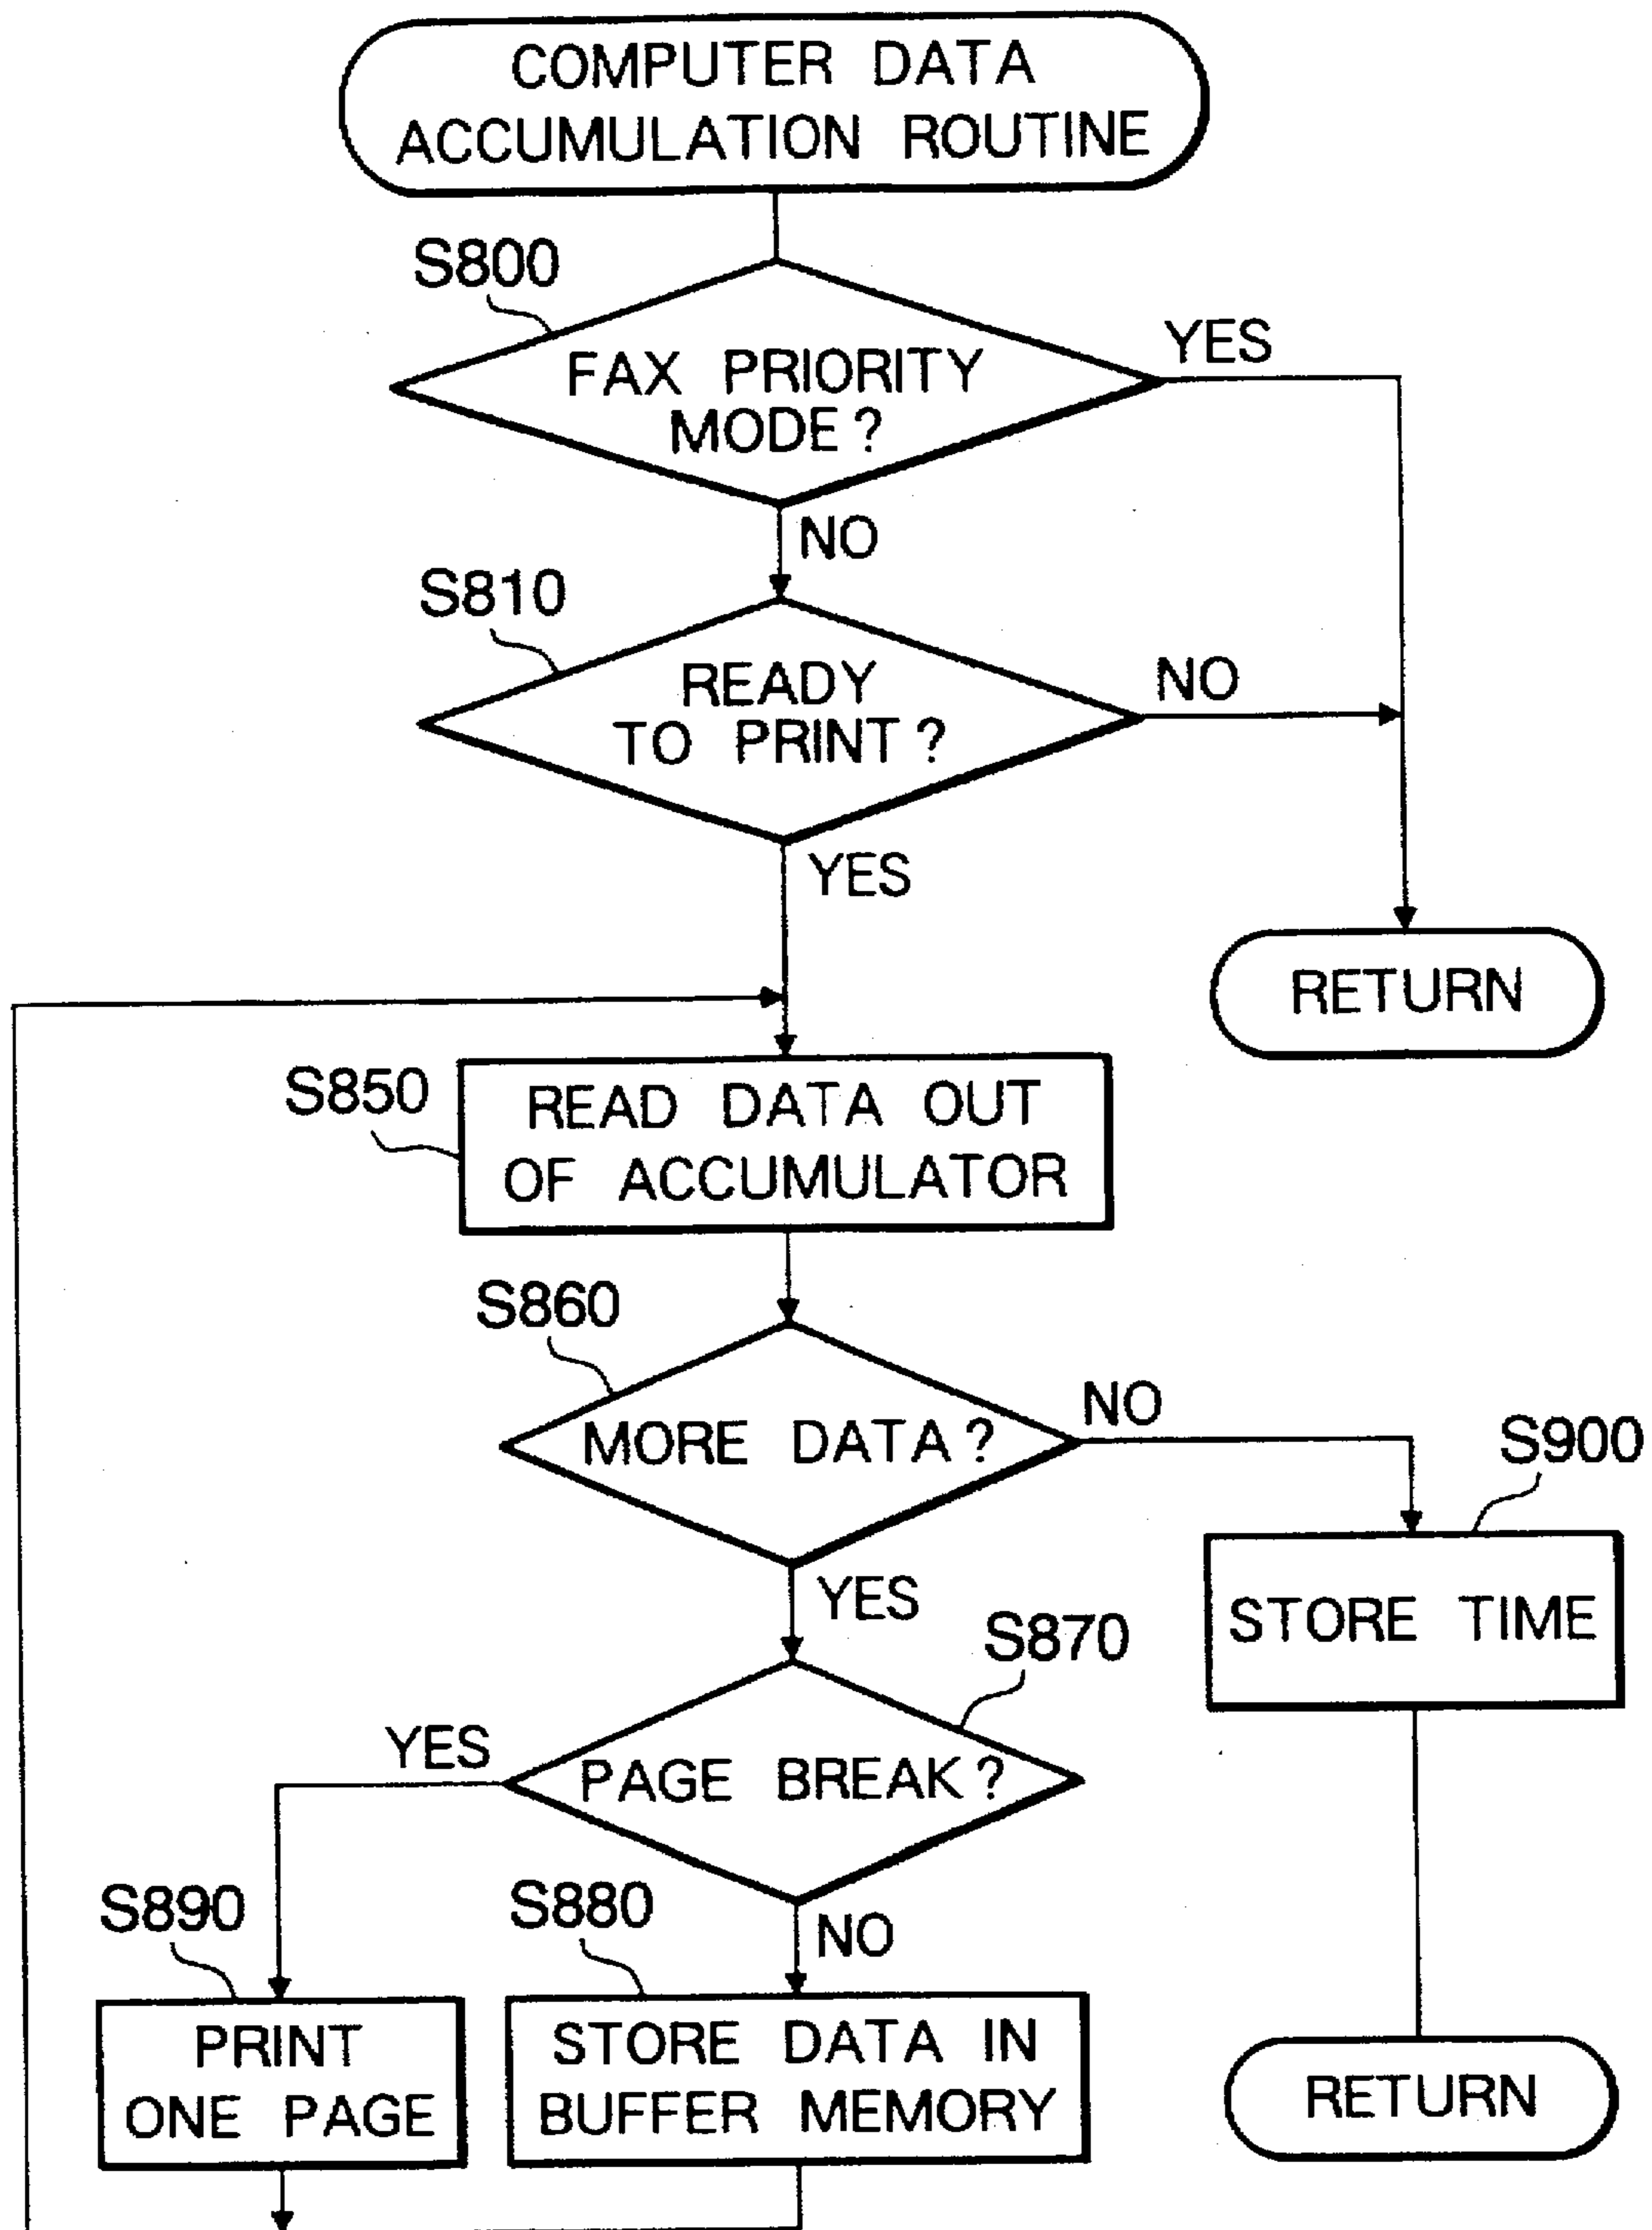 COMPUTER DATA
ACCUMULATION ROUTINE
S800
YES
FAX PRIORITY
MODE?
NO
S810
READY
TO PRINT?
NO
YES
RETURN
S850
READ DATA OUT
OF ACCUMULATOR
S860
MORE DATA?
NO
S900
YES
STORE TIME
S870
YES
PAGE BREAK?
S890
S880
NO
PRINT
ONE PAGE
STORE DATA IN
BUFFER MEMORY
RETURN